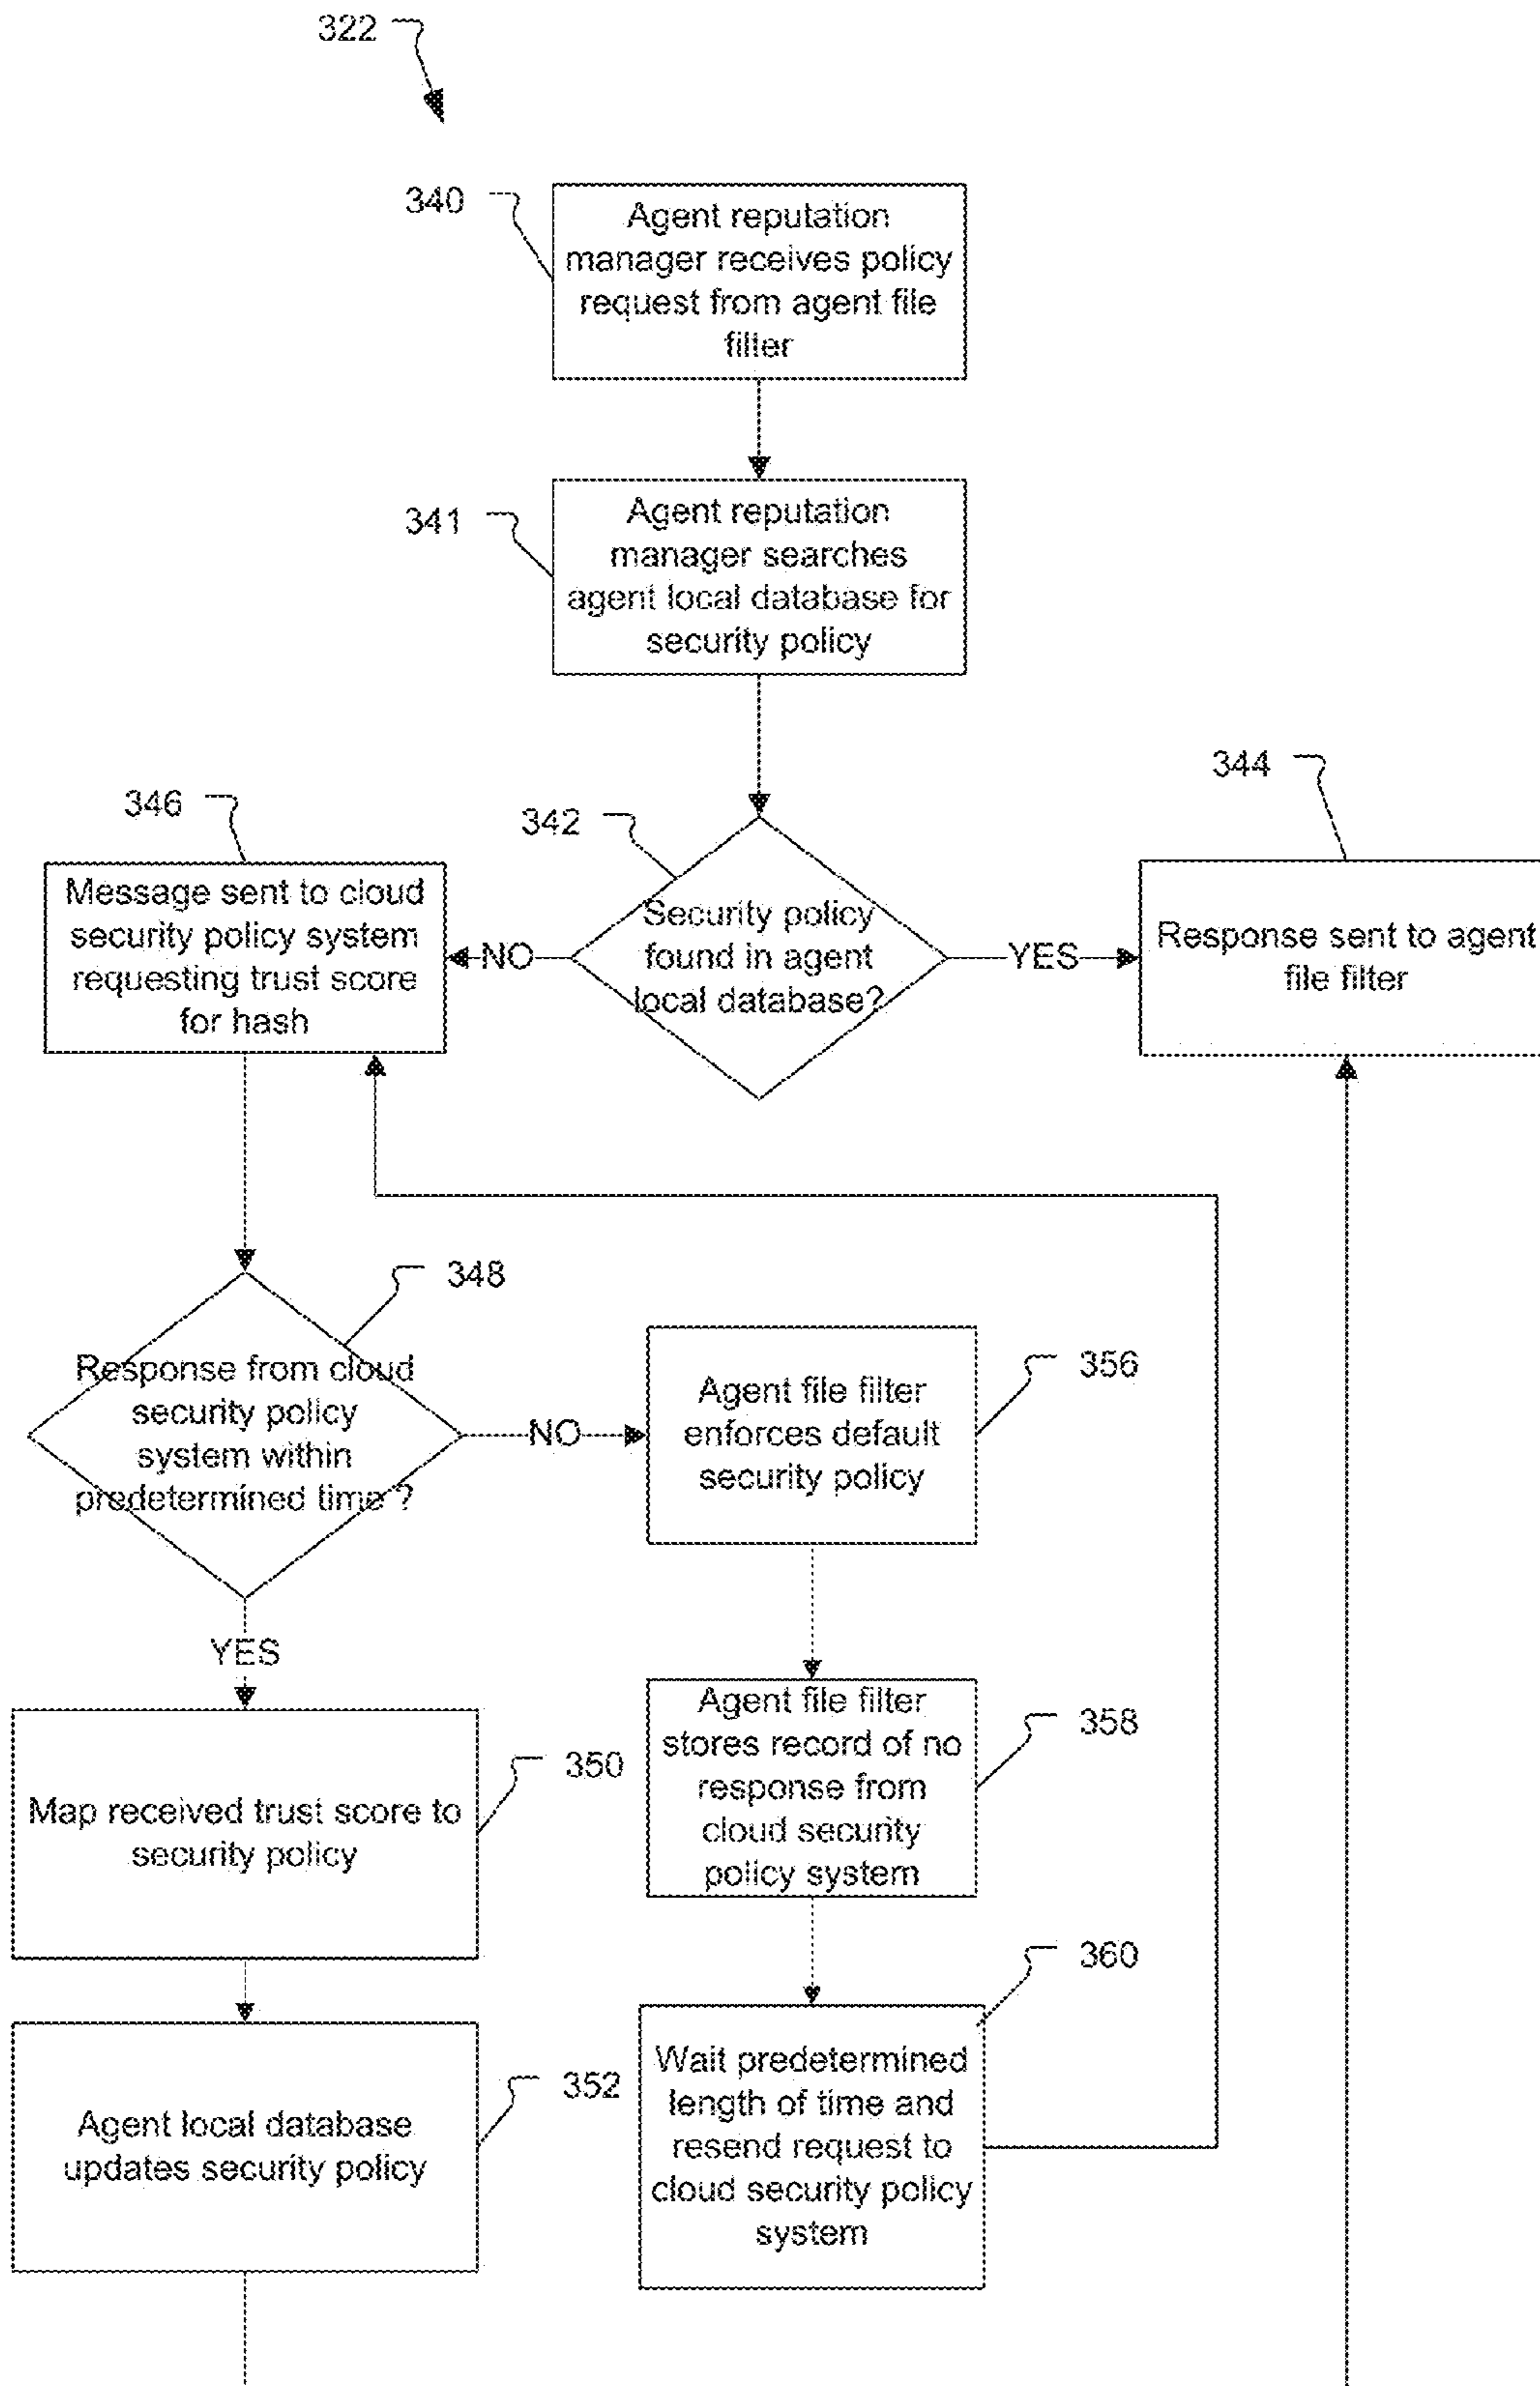 322
340
Agent reputation
manager receives policy
request from agent file
filter
341
Agent reputation
manager searches
agent local database for
security policy
342
Security policy
found in agent
local database?
NO
YES
344
Response sent to agent
file filter
346
Message sent to cloud
security policy system
requesting trust score
for hash
348
Response from cloud
security policy
system within
predetermined time ?
NO
YES
356
Agent file filter
enforces default
security policy
358
Agent file filter
stores record of no
response from
cloud security
policy system
350
Map received trust score to
security policy
360
Wait predetermined
length of time and
resend request to
cloud security policy
system
352
Agent local database
updates security policy